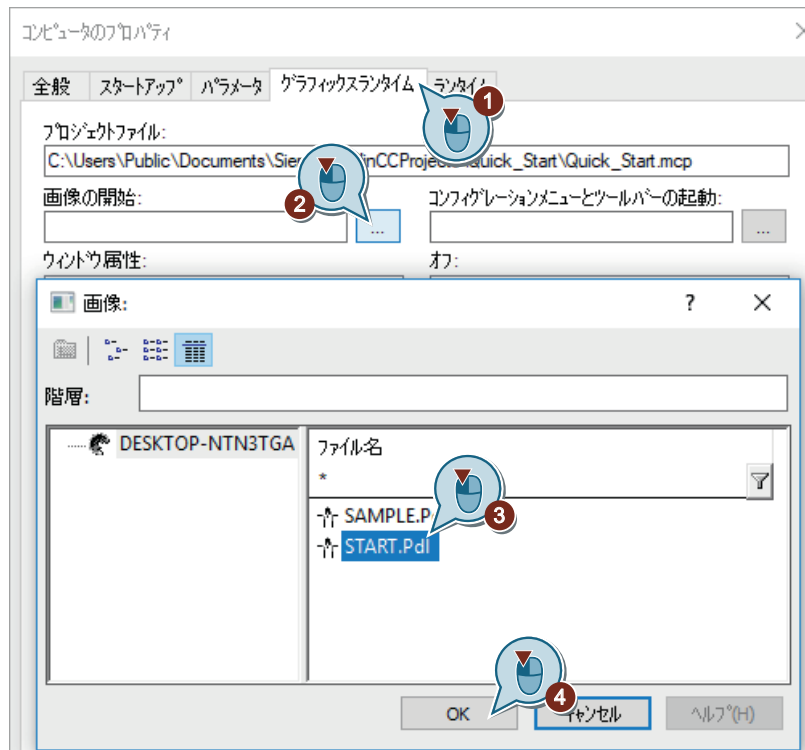 コンピュータのプロパティ
全般 スタートアップ パラメータ グラフィックスランタイム ランタイム
1
プロジェクトファイル:
C:\Users\Public\Documents\Sie inCCProjec Quick_Start\Quick_Start.mcp
2
画像の開始: コンフィグレーションメニューとツールバーの起動:
... ...
ウィンドウ属性: オフ:
画像: ?
階層:
DESKTOP-NTN3TGA ファイル名
*
SAMPLE.P
3
START.Pdl
4
OK キャンセル ヘルプ(H)